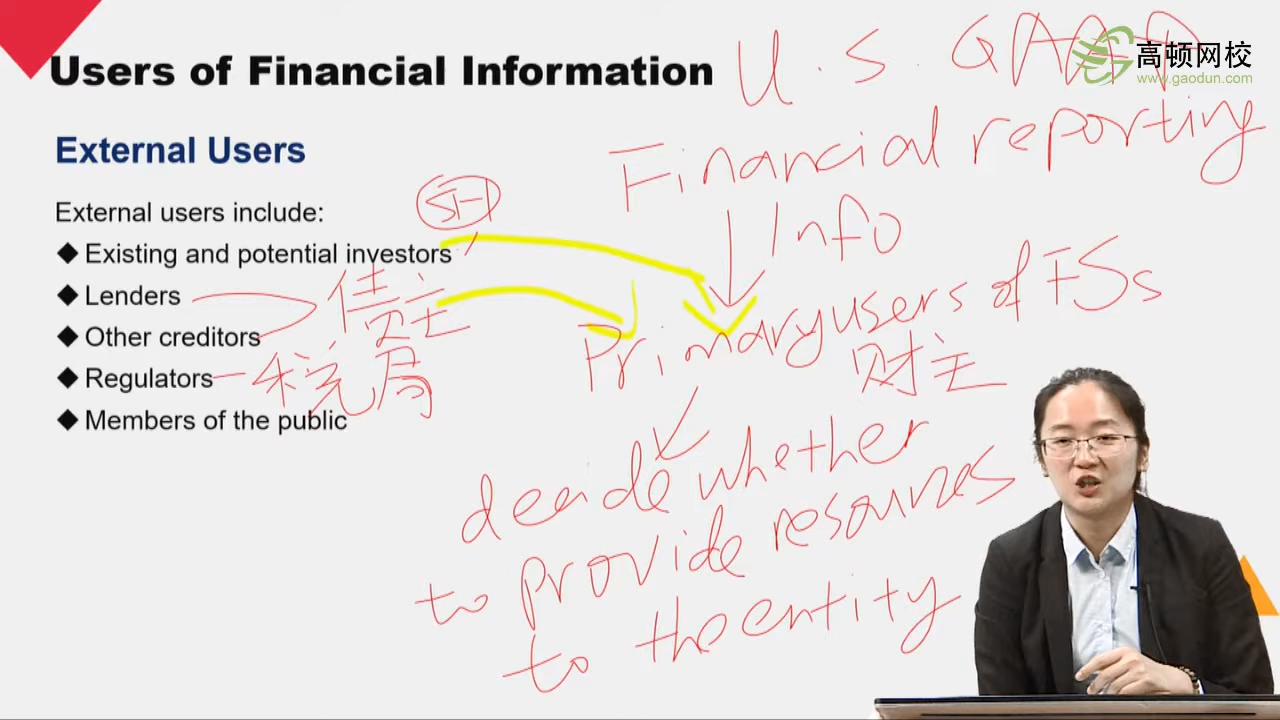 Users of Financial Information
U.S. GAAP
高顿网校
www.gaodun.com
External Users
Financial reporting
Info
External users include:
SH
◆ Existing and potential investors
◆ Lenders
债主
◆ Other creditors
Primary users of FSs
财主
◆ Regulators
税局
◆ Members of the public
decide whether
to provide resources
to the entity